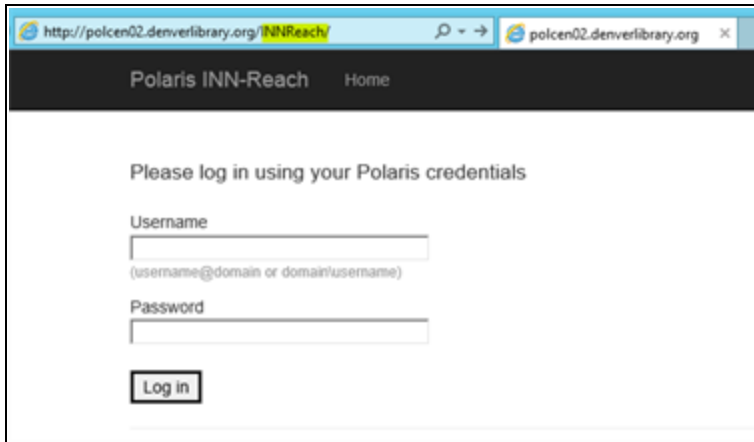 http://polcen02.denverlibrary.org/INNReach/
polcen02.denverlibrary.org
Polaris INN-Reach Home
Please log in using your Polaris credentials
Username
(username@domain or domain\username)
Password
Log in